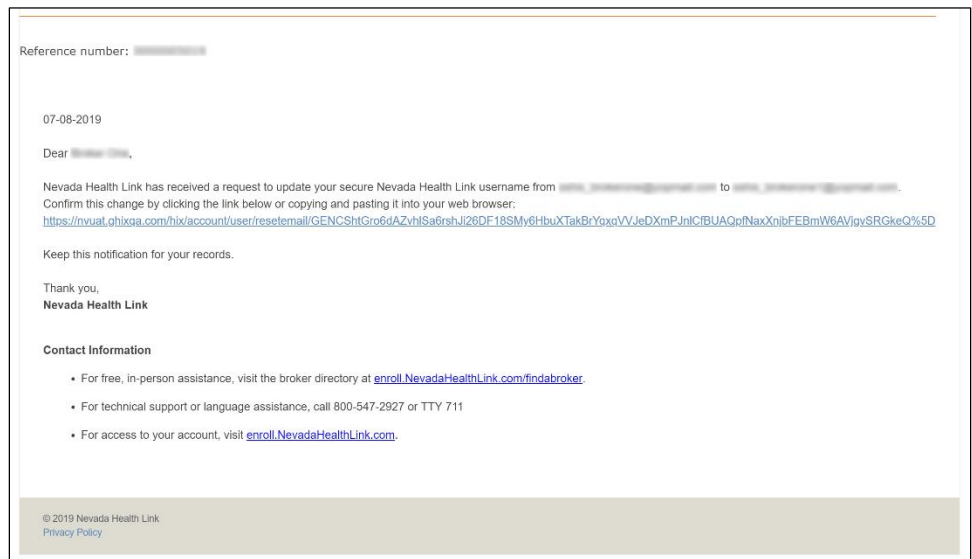 Reference number:
07-08-2019
Dear ,
Nevada Health Link has received a request to update your secure Nevada Health Link username from to .
Confirm this change by clicking the link below or copying and pasting it into your web browser:
https://nvuat.ghixqa.com/hix/account/user/resetemail/GENCShtGro6dAZvhISa6rshJi26DF18SMy6HbuXTakBrYqxqVVJeDXmPJnICfBUAQpfNaxXnjbFEBmW6AVjgvSRGkeQ%5D
Keep this notification for your records.
Thank you,
Nevada Health Link
Contact Information
• For free, in-person assistance, visit the broker directory at enroll.NevadaHealthLink.com/findabroker.
• For technical support or language assistance, call 800-547-2927 or TTY 711
• For access to your account, visit enroll.NevadaHealthLink.com.
© 2019 Nevada Health Link
Privacy Policy